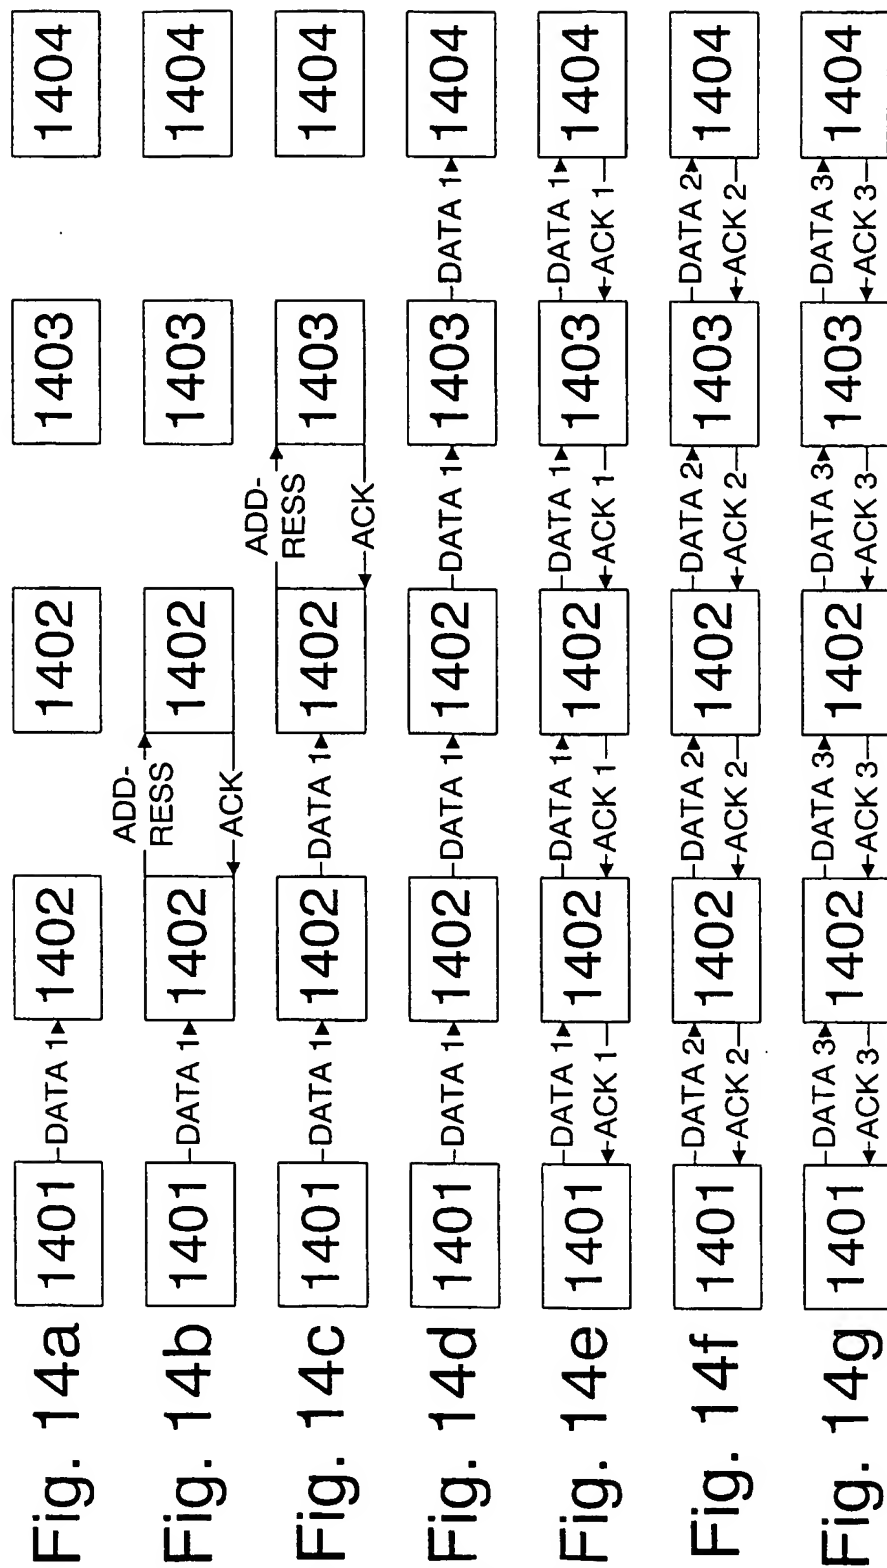 Fig. 14a 1401 DATA 1 1402 1402 1403 1404
Fig. 14b 1401 DATA 1 1402 ADD-
RESS ACK 1402 1403 1404
Fig. 14c 1401 DATA 1 1402 DATA 1 1402 ADD-
RESS ACK 1403 1404
Fig. 14d 1401 DATA 1 1402 DATA 1 1402 DATA 1 1403 DATA 1 1404
Fig. 14e 1401 DATA 1 ACK 1 1402 DATA 1 ACK 1 1402 DATA 1 ACK 1 1403 DATA 1 ACK 1 1404
Fig. 14f 1401 DATA 2 ACK 2 1402 DATA 2 ACK 2 1402 DATA 2 ACK 2 1403 DATA 2 ACK 2 1404
Fig. 14g 1401 DATA 3 ACK 3 1402 DATA 3 ACK 3 1402 DATA 3 ACK 3 1403 DATA 3 ACK 3 1404